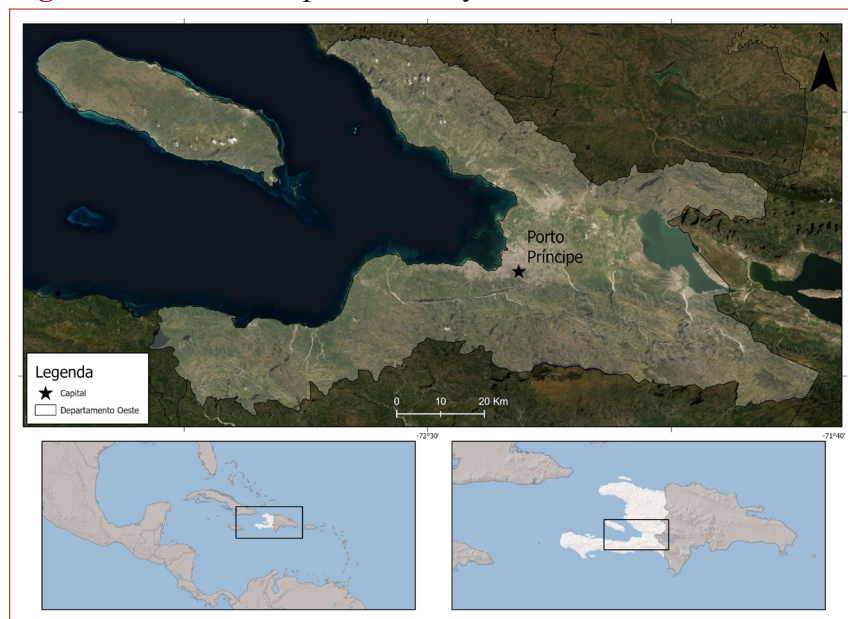 N
Porto
Príncipe
Legenda
Capital
Departamento Oeste
0 10 20 Km
-72°30' -71°40'